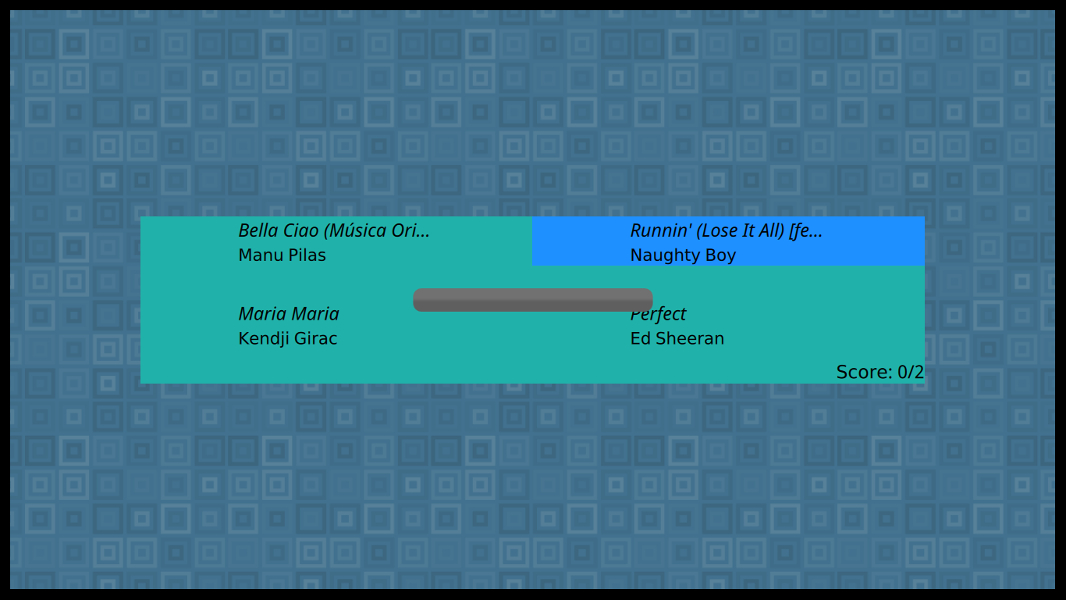 Bella Ciao (Música Ori...
Manu Pilas
Runnin' (Lose It All) [fe...
Naughty Boy
Maria Maria
Kendji Girac
Perfect
Ed Sheeran
Score: 0/2